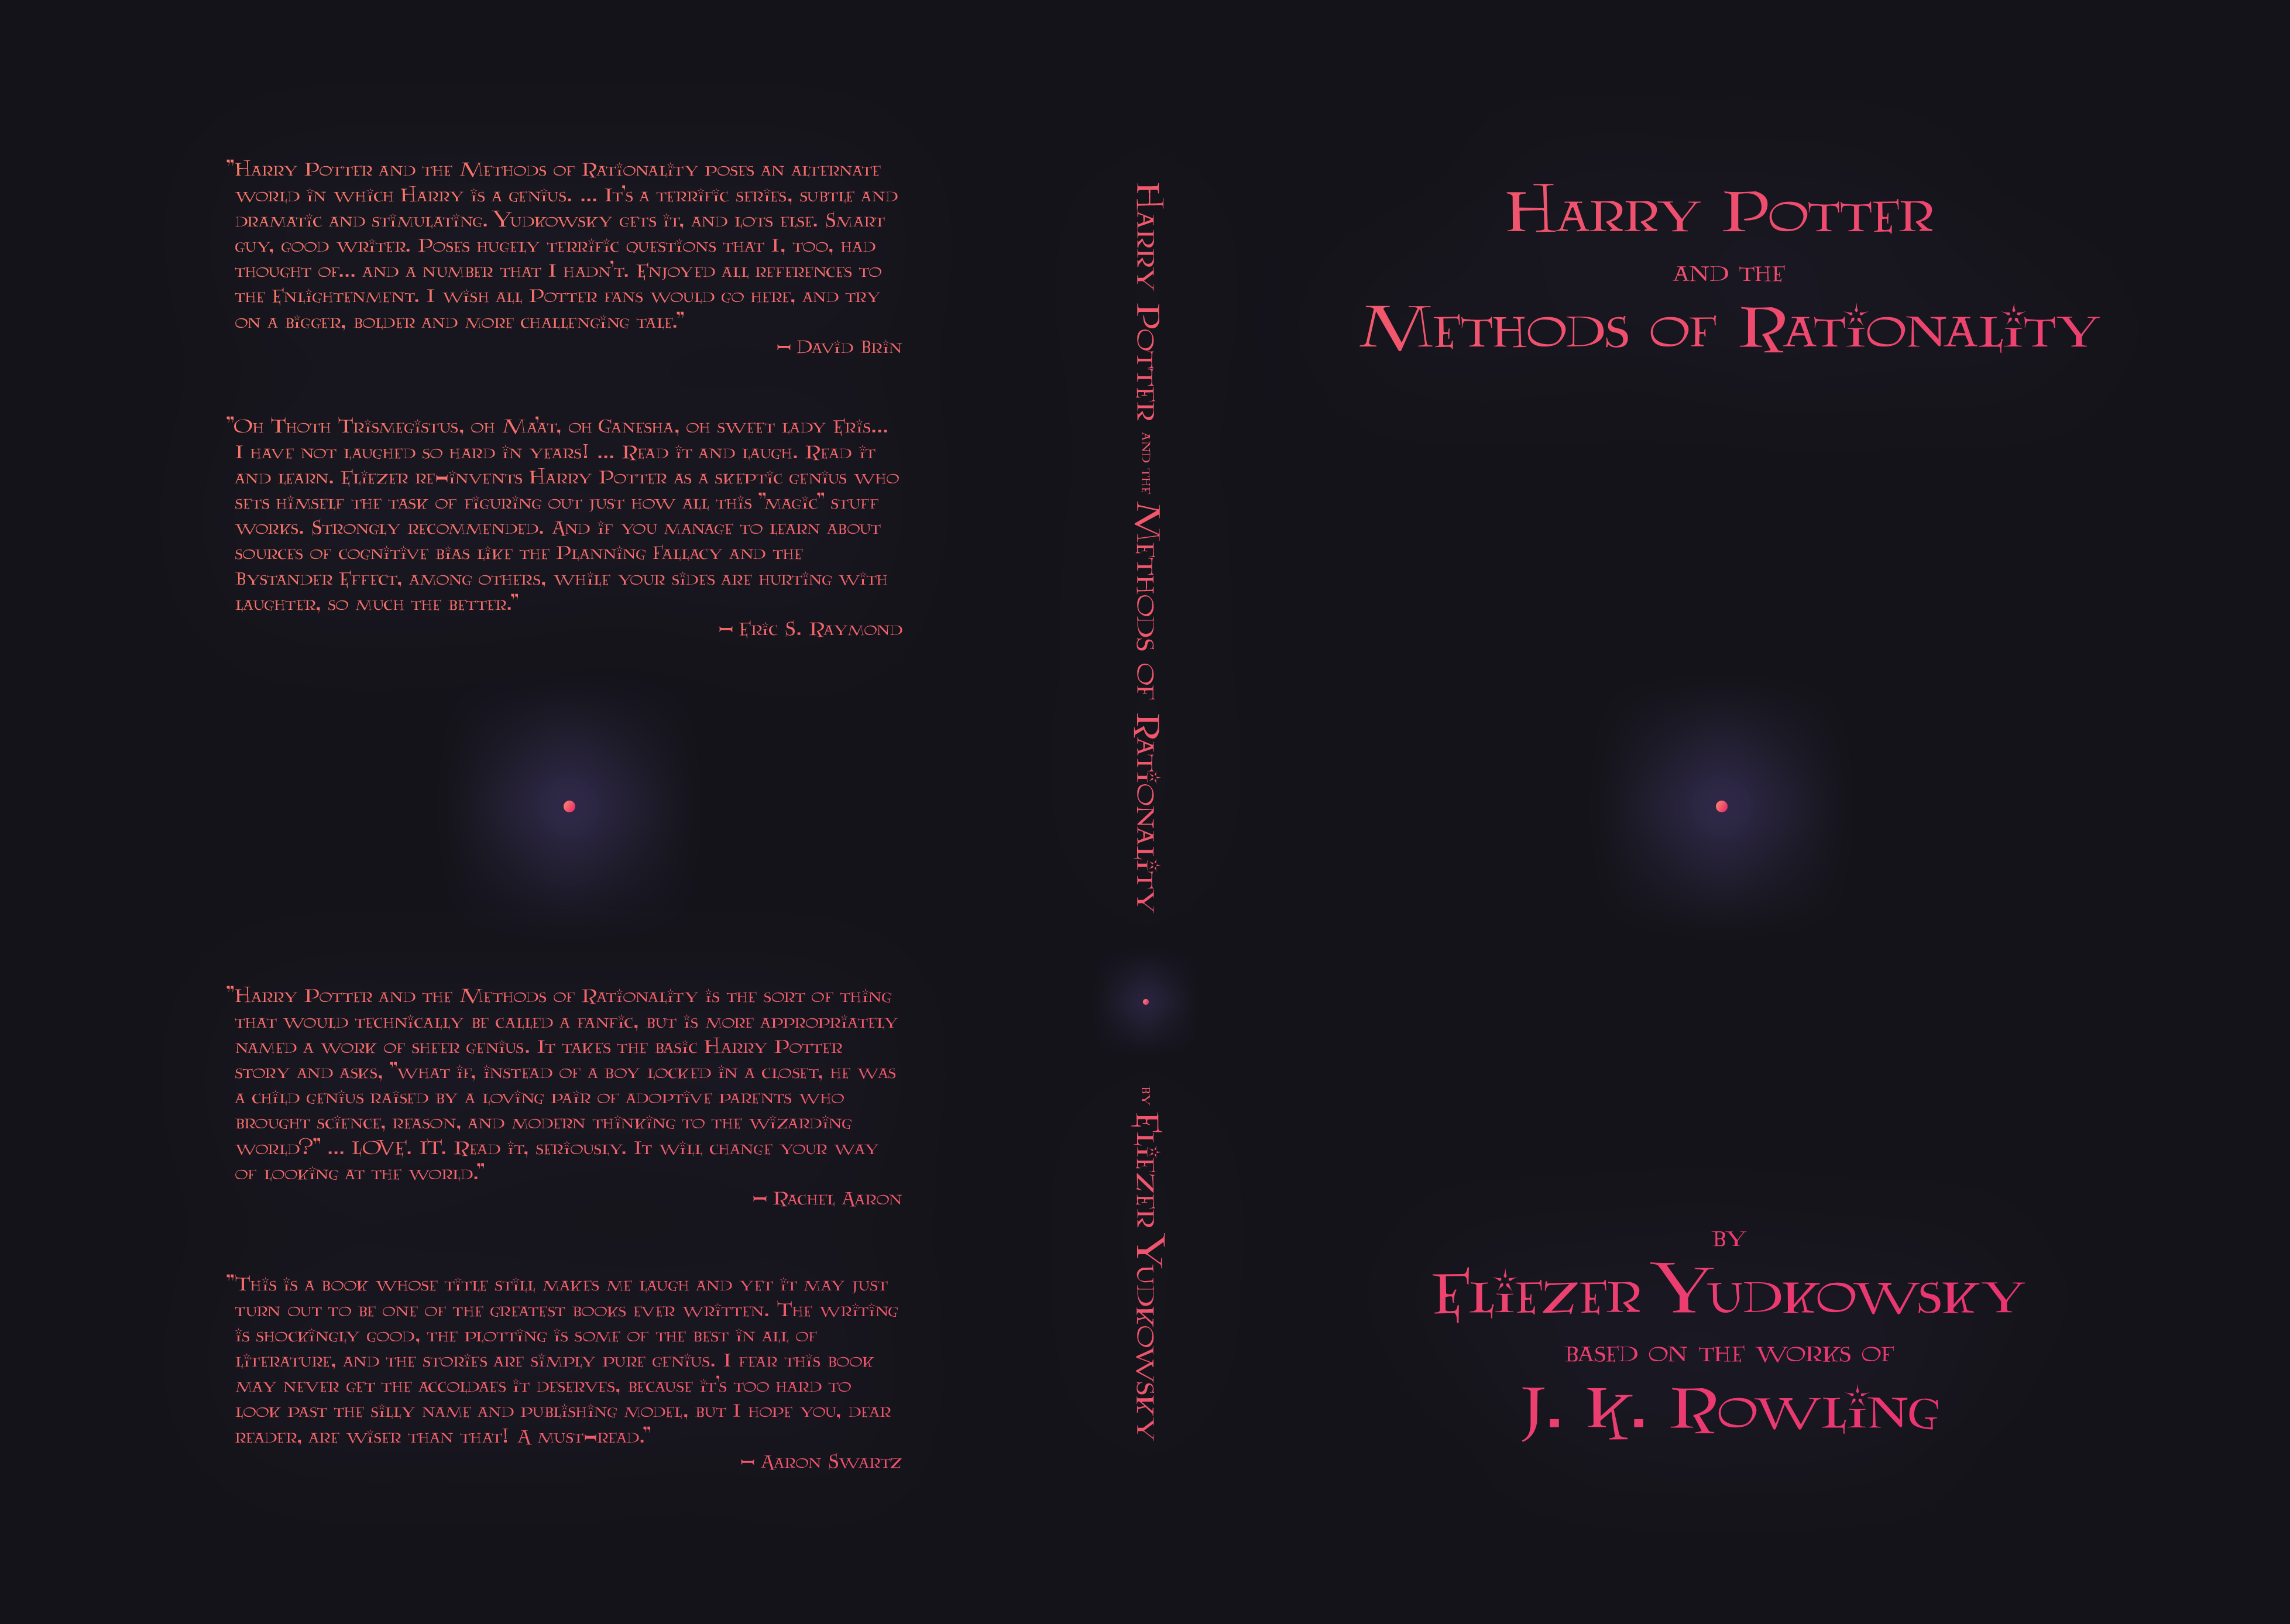 "Harry Potter and the Methods of Rationality poses an alternate
world in which Harry is a genius. ... It's a terrific series, subtle and
dramatic and stimulating. Yudkowsky gets it, and lots else. Smart
guy, good writer. Poses hugely terrific questions that I, too, had
thought of... and a number that I hadn't. Enjoyed all references to
the Enlightenment. I wish all Potter fans would go here, and try
on a bigger, bolder and more challenging tale."
- David Brin
"Oh Thoth Trismegistus, oh Ma'at, oh Ganesha, oh sweet lady Eris...
I have not laughed so hard in years! ... Read it and laugh. Read it
and learn. Eliezer re-invents Harry Potter as a skeptic genius who
sets himself the task of figuring out just how all this "magic" stuff
works. Strongly recommended. And if you manage to learn about
sources of cognitive bias like the Planning Fallacy and the
Bystander Effect, among others, while your sides are hurting with
laughter, so much the better."
- Eric S. Raymond
"Harry Potter and the Methods of Rationality is the sort of thing
that would technically be called a fanfic, but is more appropriately
named a work of sheer genius. It takes the basic Harry Potter
story and asks, "what if, instead of a boy locked in a closet, he was
a child genius raised by a loving pair of adoptive parents who
brought science, reason, and modern thinking to the wizarding
world?" ... LOVE. IT. Read it, seriously. It will change your way
of looking at the world."
- Rachel Aaron
"This is a book whose title still makes me laugh and yet it may just
turn out to be one of the greatest books ever written. The writing
is shockingly good, the plotting is some of the best in all of
literature, and the stories are simply pure genius. I fear this book
may never get the accoldaes it deserves, because it's too hard to
look past the silly name and publishing model, but I hope you, dear
reader, are wiser than that! A must-read."
- Aaron Swartz
Harry Potter and the Methods of Rationality
by Eliezer Yudkowsky
Harry Potter
and the
Methods of Rationality
by
Eliezer Yudkowsky
based on the works of
J. K. Rowling